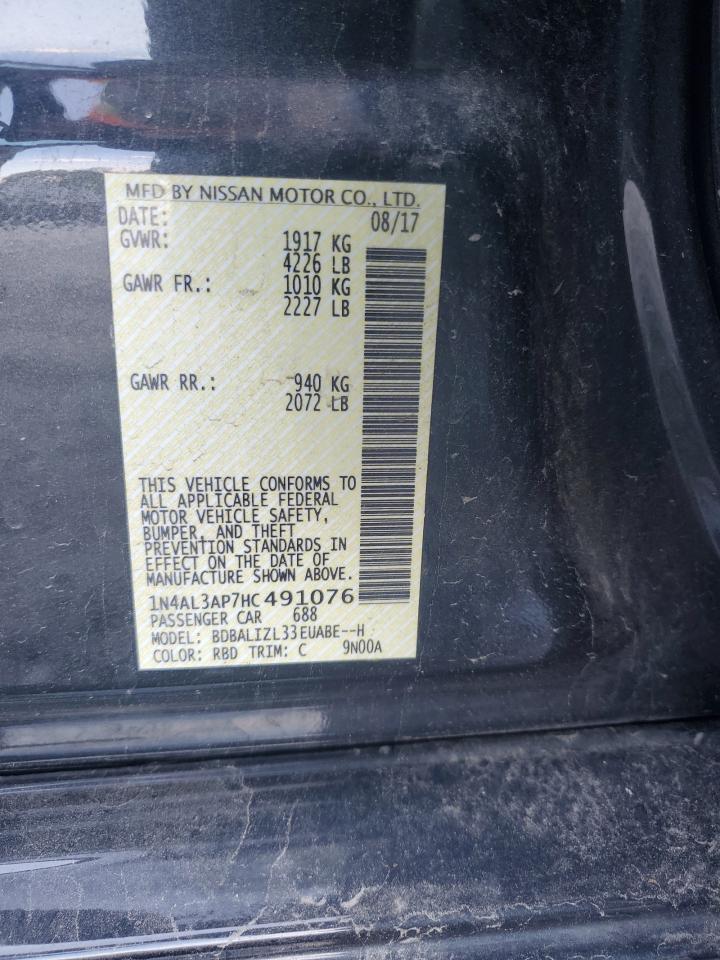 MFD BY NISSAN MOTOR CO., LTD.
DATE: 08/17
GVWR: 1917 KG
4226 LB
GAWR FR.: 1010 KG
2227 LB
GAWR RR.: 940 KG
2072 LB
THIS VEHICLE CONFORMS TO
ALL APPLICABLE FEDERAL
MOTOR VEHICLE SAFETY,
BUMPER, AND THEFT
PREVENTION STANDARDS IN
EFFECT ON THE DATE OF
MANUFACTURE SHOWN ABOVE.
1N4AL3AP7HC491076
PASSENGER CAR 688
MODEL: BDBALIZL33EUABE--H
COLOR: RBD TRIM: C 9N00A